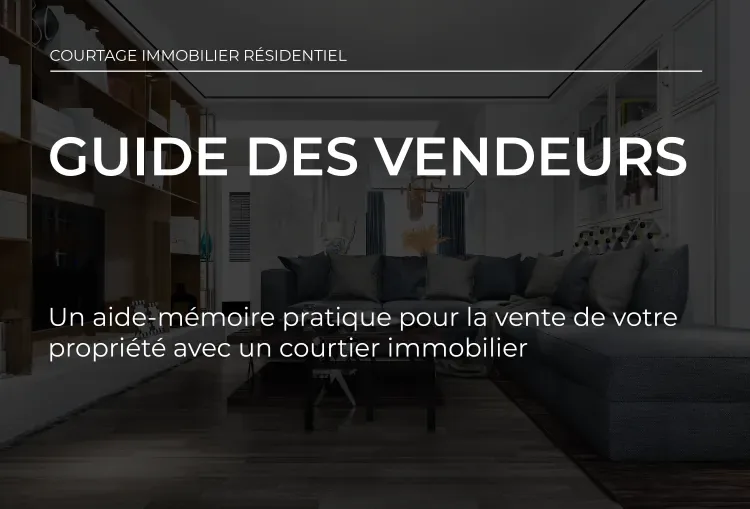 COURTAGE IMMOBILIER RÉSIDENTIEL
GUIDE DES VENDEURS
Un aide-mémoire pratique pour la vente de votre
propriété avec un courtier immobilier